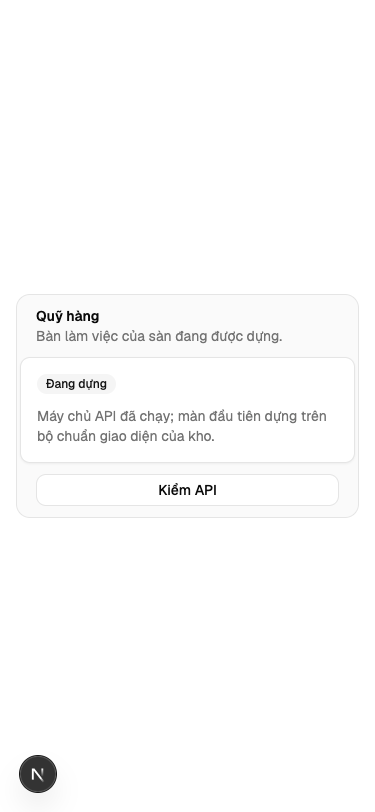 Quỹ hàng
Bàn làm việc của sàn đang được dựng.
Đang dựng
Máy chủ API đã chạy; màn đầu tiên dựng trên
bộ chuẩn giao diện của kho.
Kiểm API
N